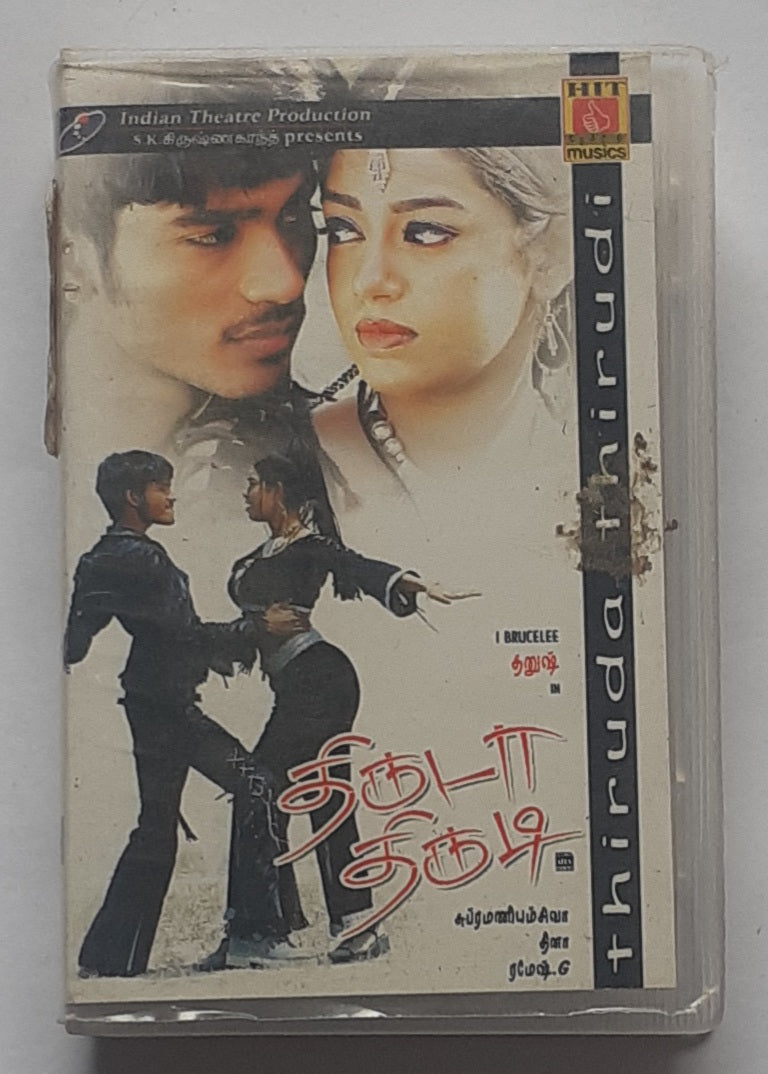 Indian Theatre Production
S K கிருஷ்ணகாந்த் presents
HIT
musics
thiruda thirudi
I BRUCELEE
தனுஷ்
IN
திருடா
திருடி
சுப்ரமணியம்சிவா
தினா
ரமேஷ்.G